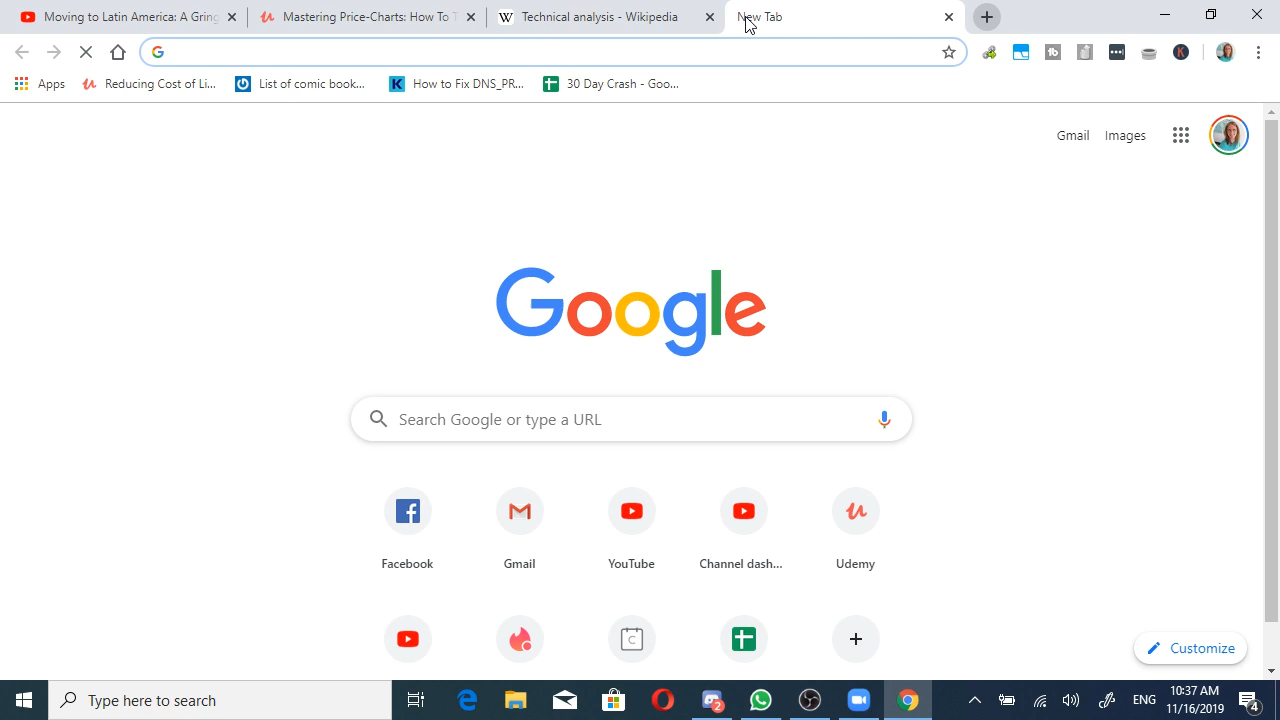 Moving to Latin America: A Gring
Mastering Price-Charts: How To T
Technical analysis - Wikipedia
New Tab
Apps
Reducing Cost of Li...
List of comic book...
How to Fix DNS_PR...
30 Day Crash - Goo...
Gmail
Images
Google
Search Google or type a URL
Facebook
Gmail
YouTube
Channel dash...
Udemy
Customize
Type here to search
2
ENG
10:37 AM
11/16/2019
4